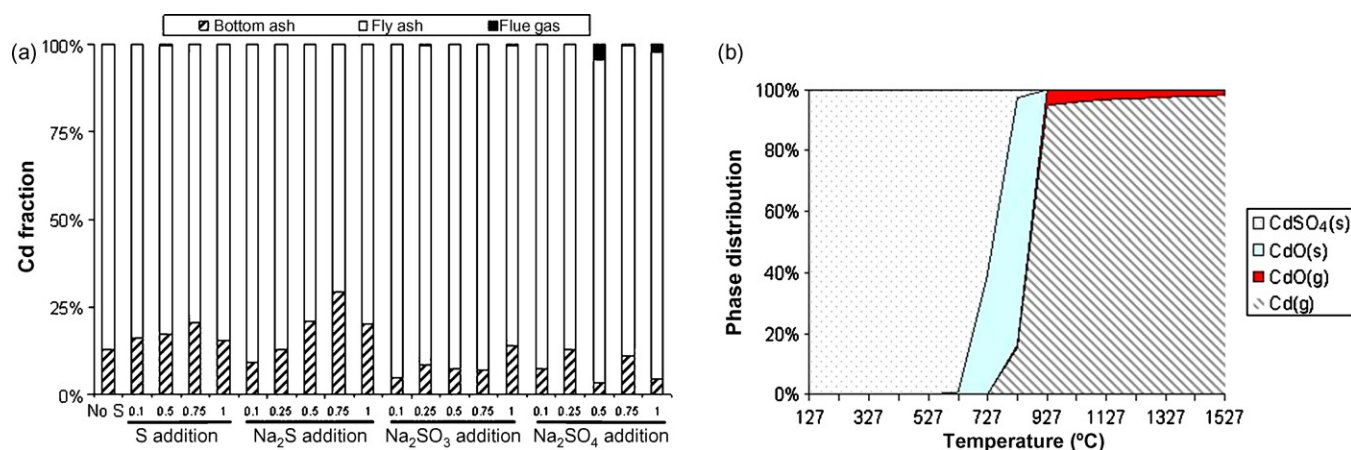 (a)
Bottom ash Fly ash Flue gas
100%
75%
50%
25%
0%
Cd fraction
No S 0.1 0.5 0.75 1 0.1 0.25 0.5 0.75 1 0.1 0.25 0.5 0.75 1 0.1 0.25 0.5 0.75 1
S addition Na₂S addition Na₂SO₃ addition Na₂SO₄ addition
(b)
100%
80%
60%
40%
20%
0%
Phase distribution
127 327 527 727 927 1127 1327 1527
Temperature (ºC)
CdSO₄(s)
CdO(s)
CdO(g)
Cd(g)